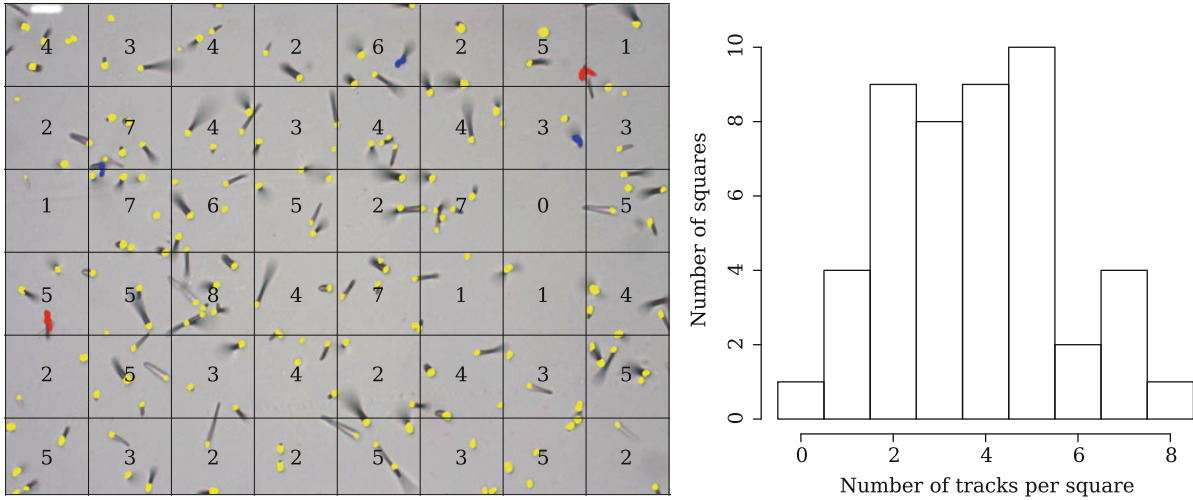 4 3 4 2 6 2 5 1
2 7 4 3 4 4 3 3
1 7 6 5 2 7 0 5
5 5 8 4 7 1 1 4
2 5 3 4 2 4 3 5
5 3 2 2 5 3 5 2
Number of squares
10
8
6
4
2
0
0 2 4 6 8
Number of tracks per square